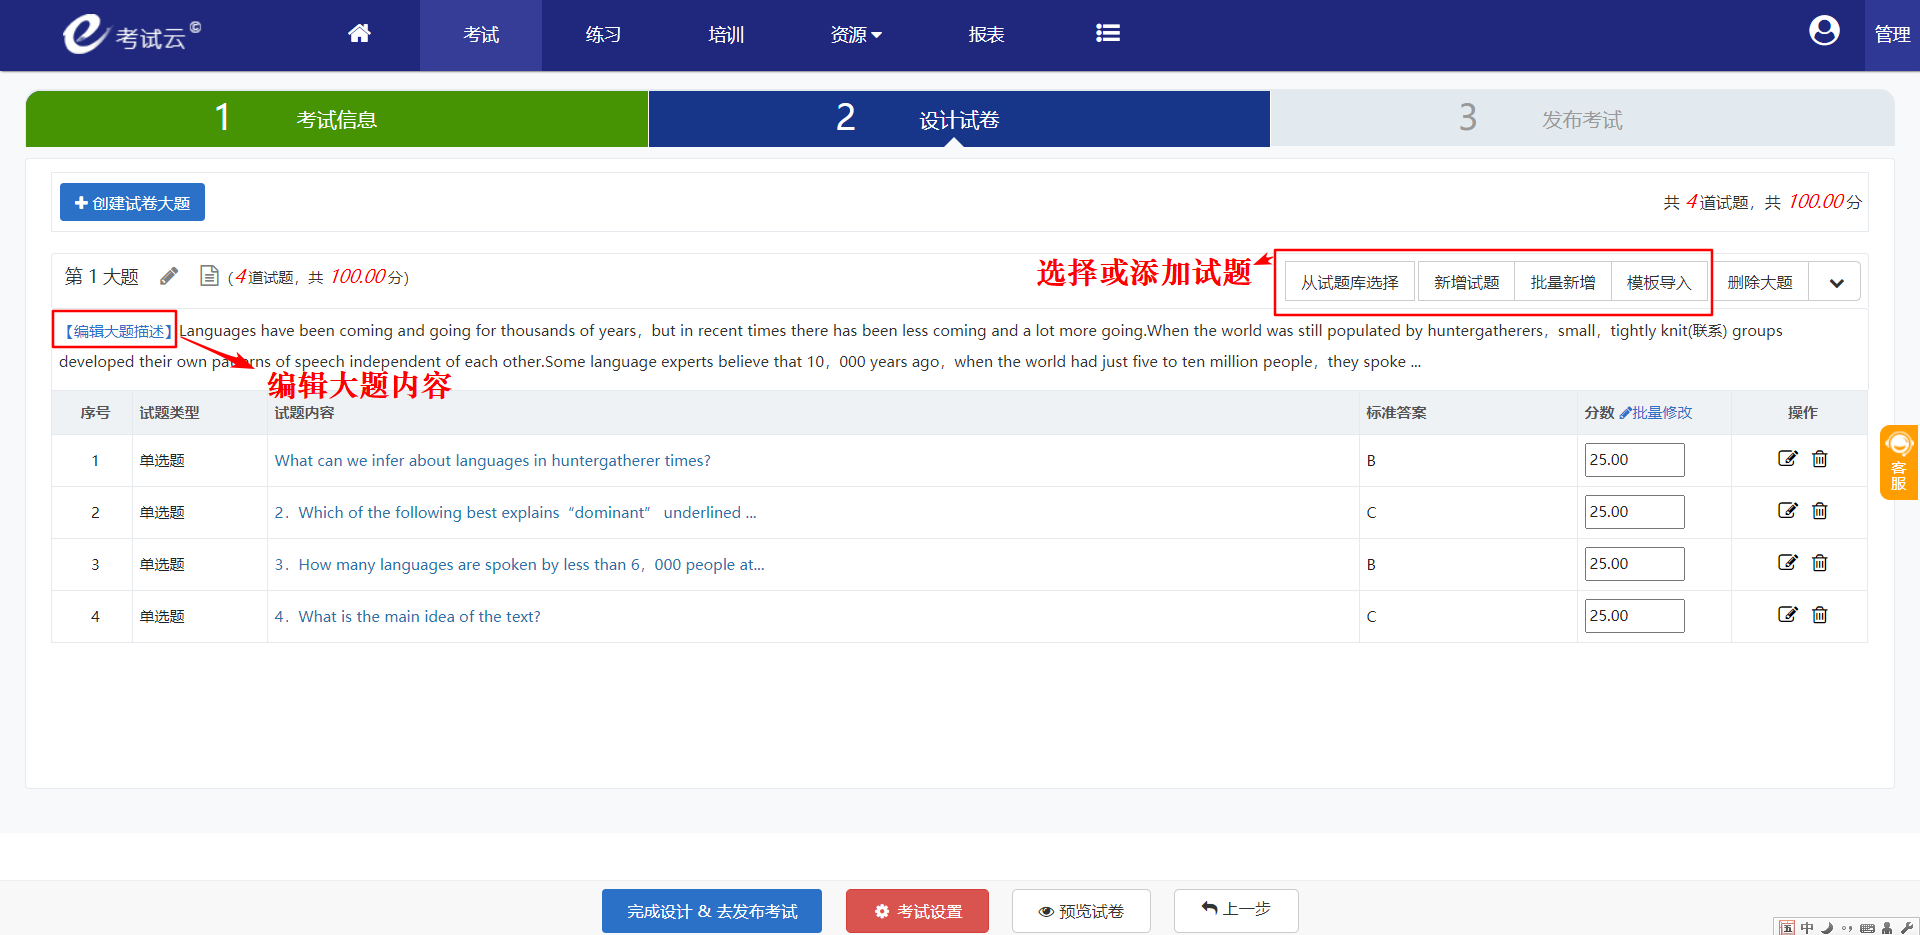 e 考试云©
考试
练习
培训
资源
报表
管理
1 考试信息
2 设计试卷
3 发布考试
创建试卷大题
共 4道试题，共 100.00分
第 1 大题
(4道试题，共 100.00分)
选择或添加试题
从试题库选择
新增试题
批量新增
模板导入
删除大题
【编辑大题描述】Languages have been coming and going for thousands of years，but in recent times there has been less coming and a lot more going.When the world was still populated by huntergatherers，small，tightly knit(联系) groups
developed their own patterns of speech independent of each other.Some language experts believe that 10，000 years ago，when the world had just five to ten million people，they spoke ...
编辑大题内容
序号 试题类型 试题内容 标准答案 分数 批量修改 操作
1 单选题 What can we infer about languages in huntergatherer times? B 25.00
2 单选题 2．Which of the following best explains “dominant” underlined ... C 25.00
3 单选题 3．How many languages are spoken by less than 6，000 people at... B 25.00
4 单选题 4．What is the main idea of the text? C 25.00
客服
完成设计 & 去发布考试
考试设置
预览试卷
上一步
五 中